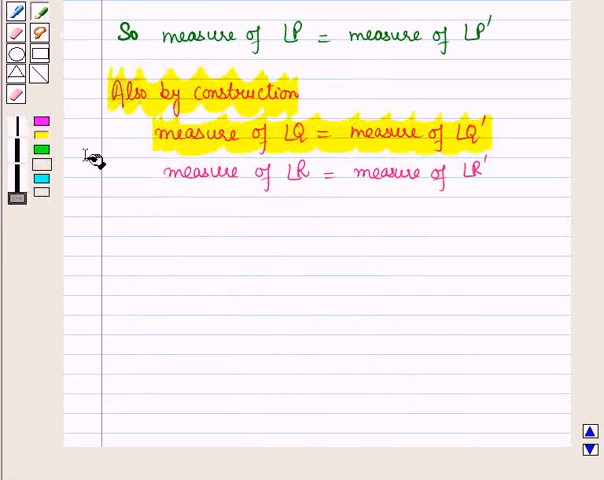 So measure of ∠P = measure of ∠P'
Also by construction
measure of ∠Q = measure of ∠Q'
measure of ∠R = measure of ∠R'